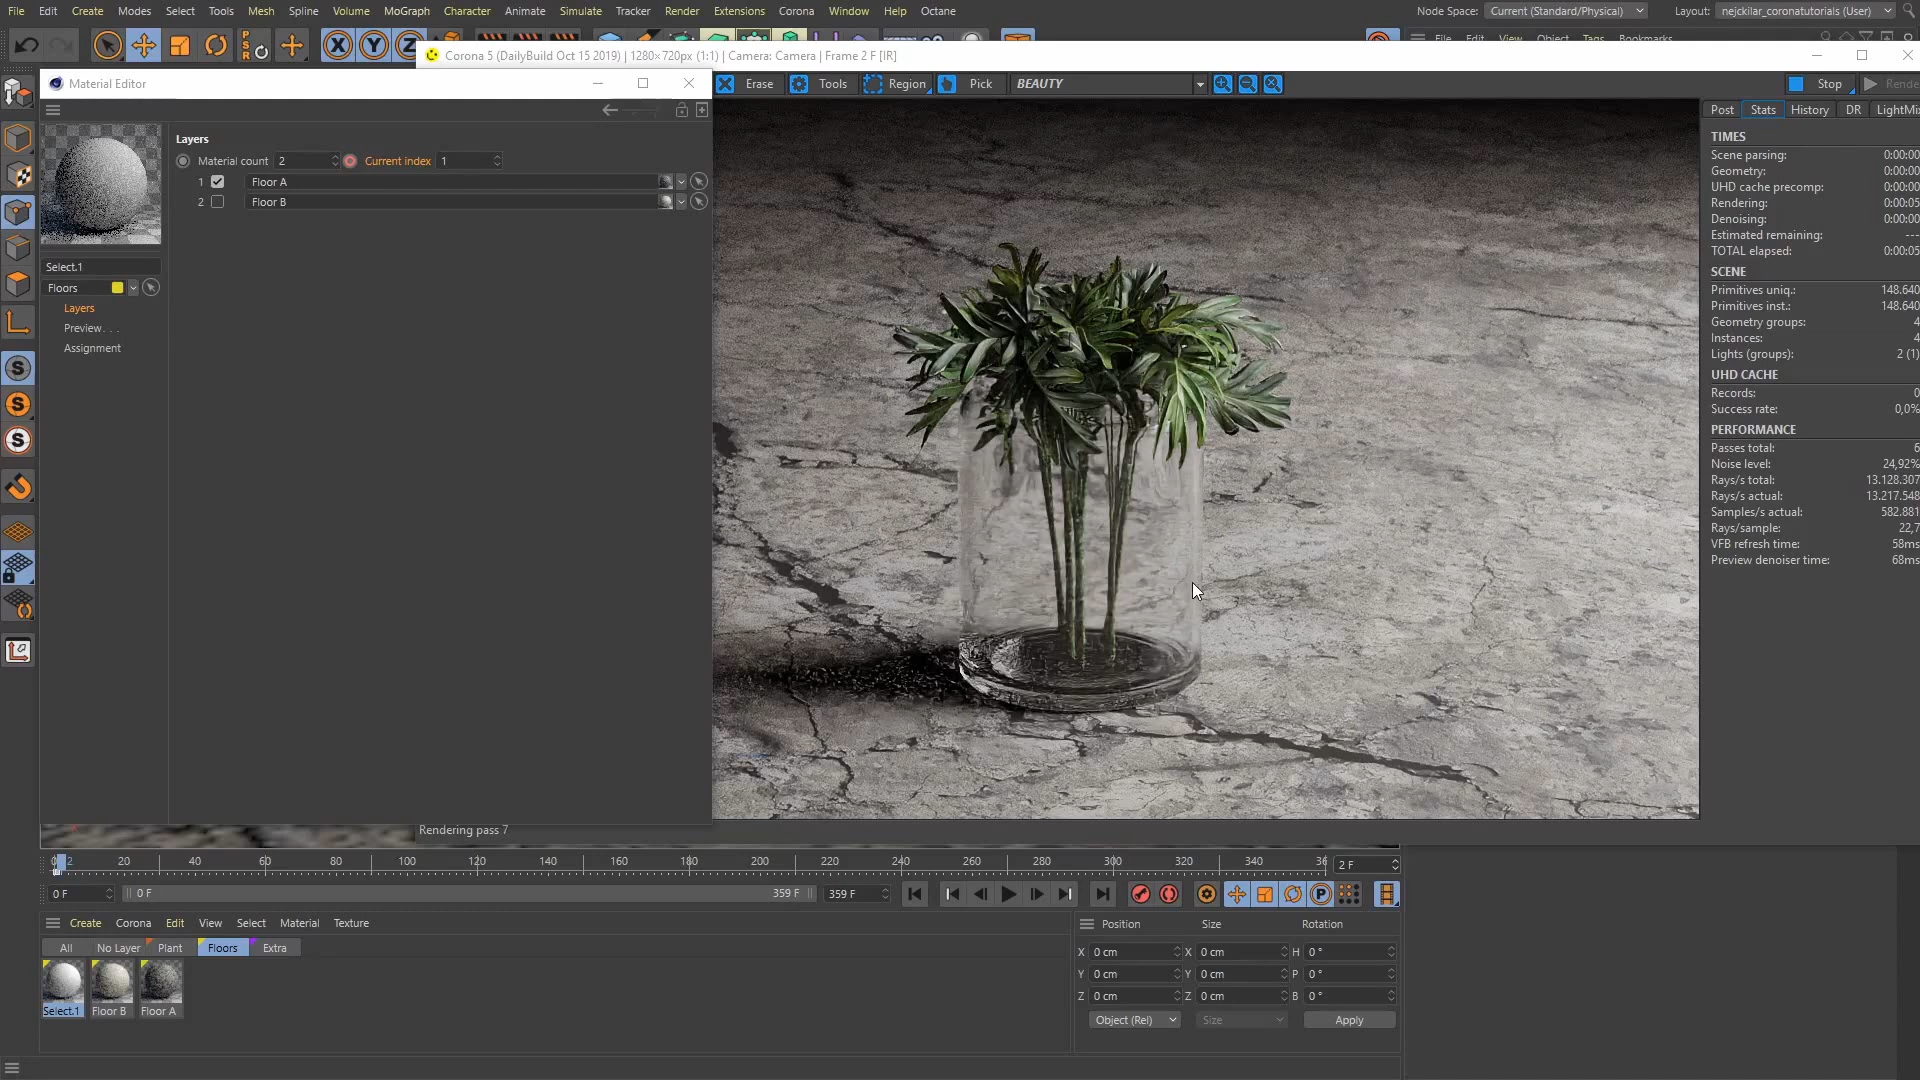 File Edit Create Modes Select Tools Mesh Spline Volume MoGraph Character Animate Simulate Tracker Render Extensions Corona Window Help Octane
Node Space: Current (Standard/Physical) Layout: nejckilar_coronatutorials (User)
File Edit View Object Tags Bookmarks
Corona 5 (DailyBuild Oct 15 2019) | 1280×720px (1:1) | Camera: Camera | Frame 2 F [IR]
Material Editor
Erase Tools Region Pick BEAUTY Stop Rende
Post Stats History DR LightMix
Layers
Material count 2 Current index 1
1 Floor A
2 Floor B
Select.1
Floors
Layers
Preview . . .
Assignment
TIMES
Scene parsing: 0:00:00
Geometry: 0:00:00
UHD cache precomp: 0:00:00
Rendering: 0:00:05
Denoising: 0:00:00
Estimated remaining: ---
TOTAL elapsed: 0:00:05
SCENE
Primitives uniq.: 148.640
Primitives inst.: 148.640
Geometry groups: 4
Instances: 4
Lights (groups): 2 (1)
UHD CACHE
Records: 0
Success rate: 0,0%
PERFORMANCE
Passes total: 6
Noise level: 24,92%
Rays/s total: 13.128.307
Rays/s actual: 13.217.548
Samples/s actual: 582.881
Rays/sample: 22,7
VFB refresh time: 58ms
Preview denoiser time: 68ms
Rendering pass 7
0 2 20 40 60 80 100 120 140 160 180 200 220 240 260 280 300 320 340 36 2 F
0 F 0 F 359 F 359 F
Create Corona Edit View Select Material Texture
All No Layer Plant Floors Extra
Select.1 Floor B Floor A
Position Size Rotation
X 0 cm X 0 cm H 0 °
Y 0 cm Y 0 cm P 0 °
Z 0 cm Z 0 cm B 0 °
Object (Rel) Size Apply